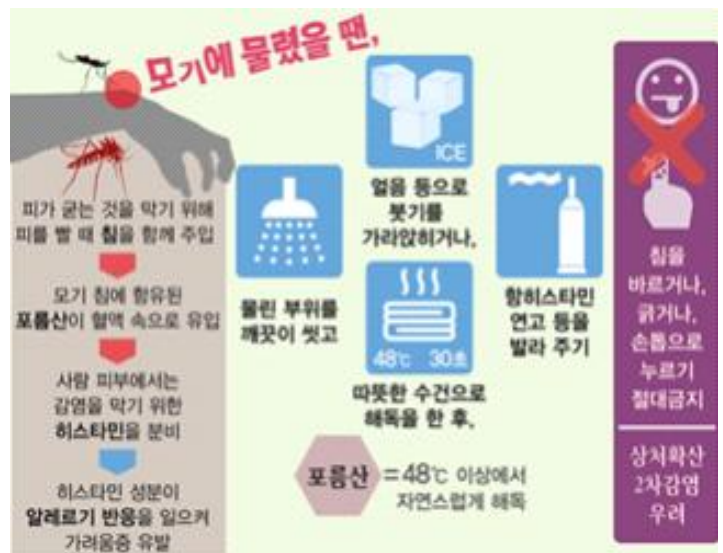 모기에 물렸을 땐,
피가 굳는 것을 막기 위해
피를 빨 때 침을 함께 주입
모기 침에 함유된
포름산이 혈액 속으로 유입
사람 피부에서는
감염을 막기 위한
히스타민을 분비
히스타민 성분이
알레르기 반응을 일으켜
가려움증 유발
물린 부위를
깨끗이 씻고
ICE
얼음 등으로
붓기를
가라앉히거나,
48℃ 30초
따뜻한 수건으로
해독을 한 후,
항히스타민
연고 등을
발라 주기
포름산 = 48℃ 이상에서
자연스럽게 해독
침을
바르거나,
긁거나,
손톱으로
누르기
절대금지
상처확산
2차감염
우려